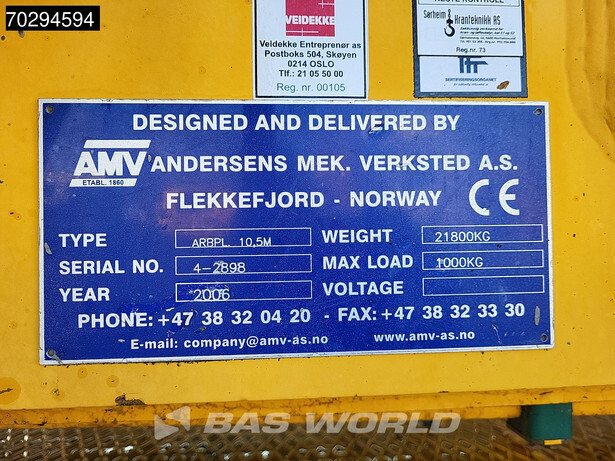 70294594
VEIDEKKE
Veidekke Entreprenør as
Postboks 504, Skøyen
0214 OSLO
Tlf.: 21 05 50 00
Reg. nr. 00105
Sørheim
Kranteknikk AS
Reg.nr. 73
SERTIFISERINGSORGANET
DESIGNED AND DELIVERED BY
AMV
ETABL. 1860
ANDERSENS MEK. VERKSTED A.S.
FLEKKEFJORD - NORWAY
CE
TYPE ARBPL. 10,5M WEIGHT 21800KG
SERIAL NO. 4-2898 MAX LOAD 1000KG
YEAR 2006 VOLTAGE
PHONE: +47 38 32 04 20 - FAX: +47 38 32 33 30
E-mail: company@amv-as.no www.amv-as.no
BAS WORLD